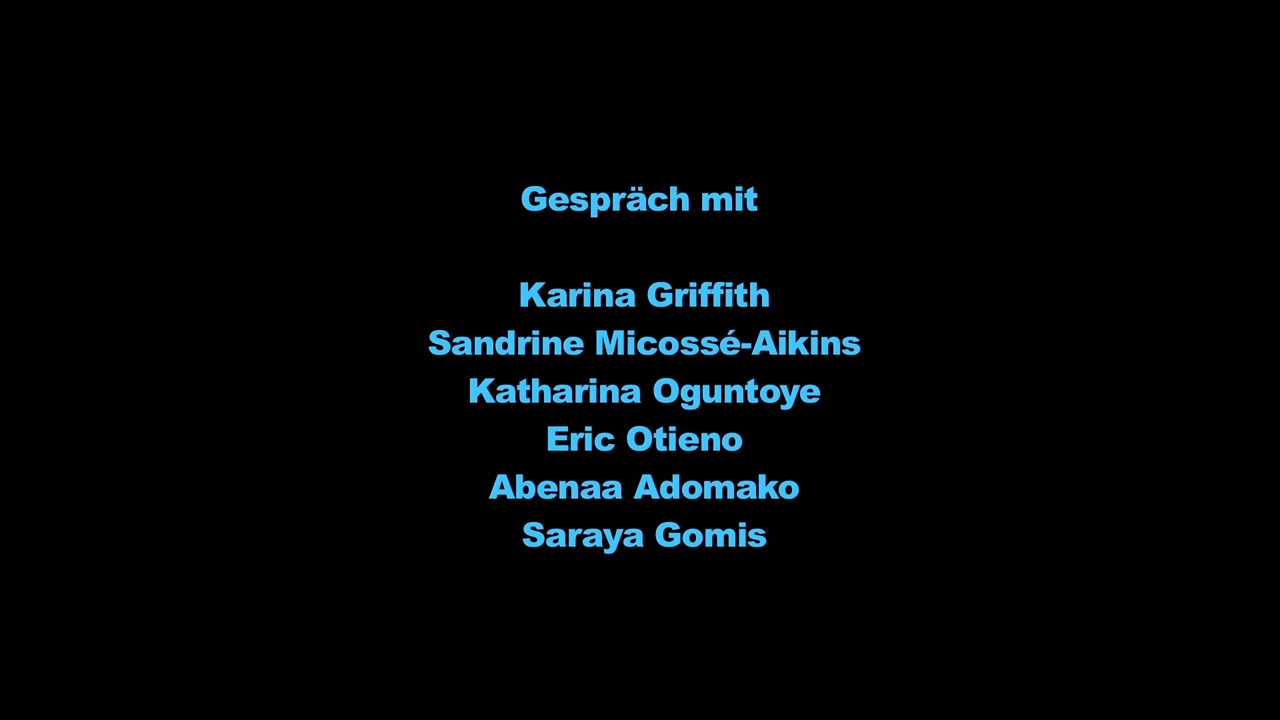 Gespräch mit
Karina Griffith
Sandrine Micossé-Aikins
Katharina Oguntoye
Eric Otieno
Abenaa Adomako
Saraya Gomis